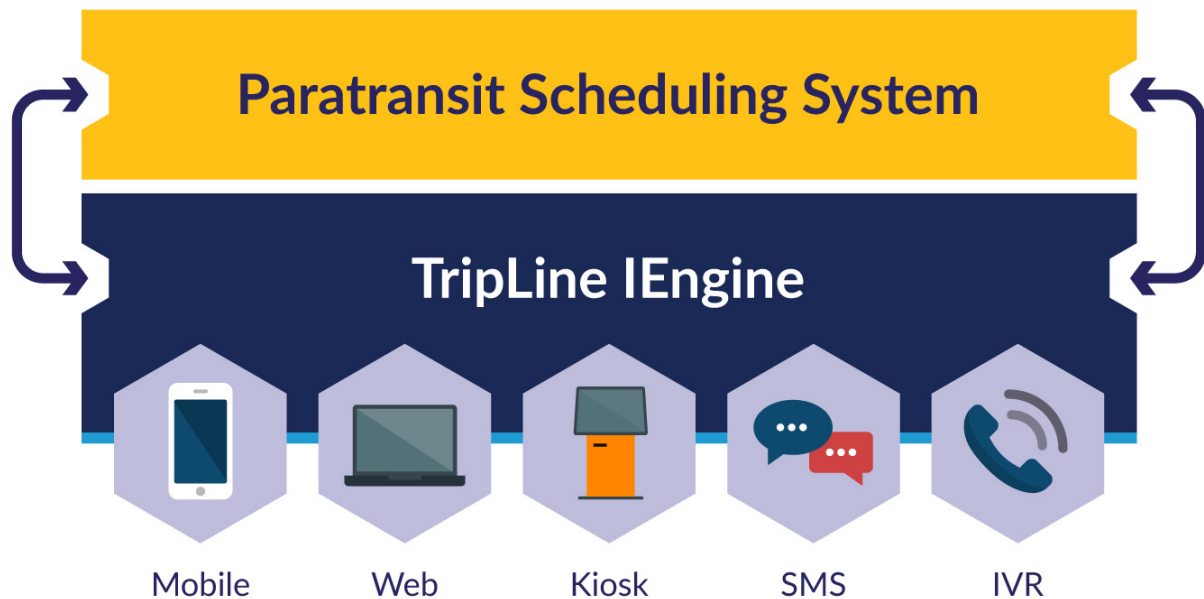 Paratransit Scheduling System
TripLine IEngine
Mobile
Web
Kiosk
SMS
IVR